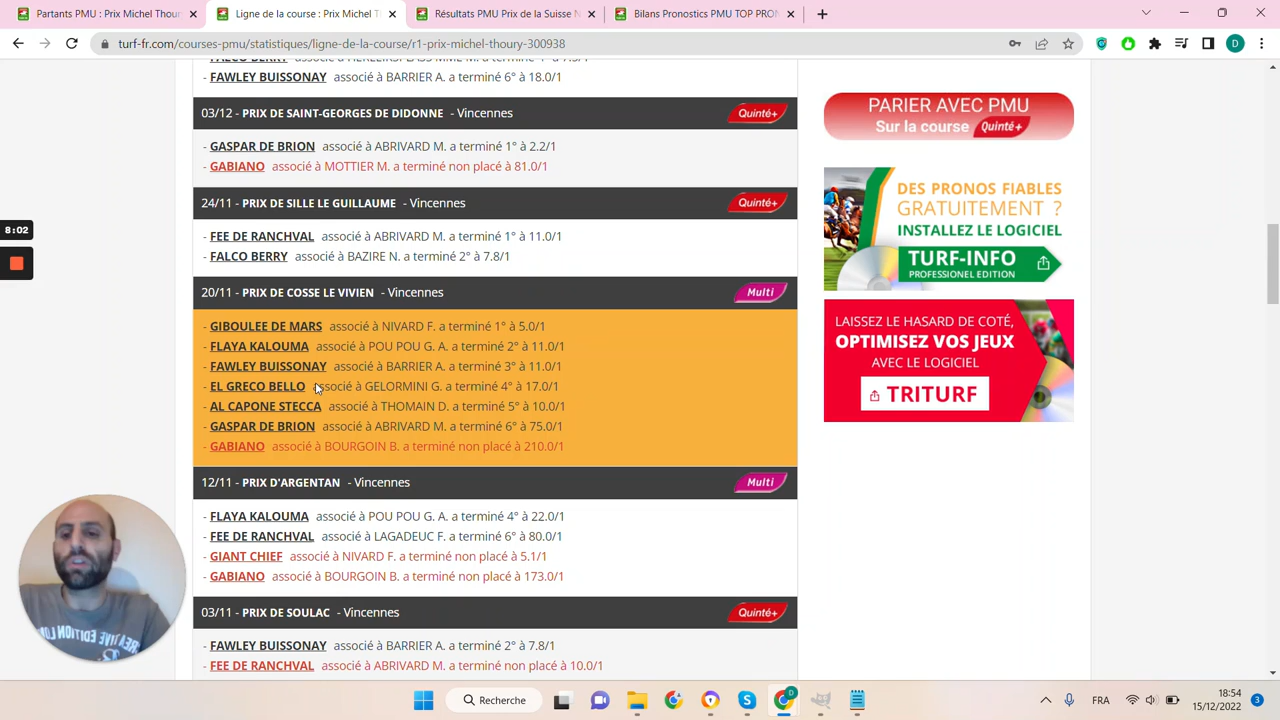 Partants PMU : Prix Michel Thoury
Ligne de la course : Prix Michel T
Résultats PMU Prix de la Suisse N
Bilans Pronostics PMU TOP PRON
turf-fr.com/courses-pmu/statistiques/ligne-de-la-course/r1-prix-michel-thoury-300938
D
- FAWLEY BUISSONAY associé à BARRIER A. a terminé 6° à 18.0/1
03/12 - PRIX DE SAINT-GEORGES DE DIDONNE - Vincennes
Quinté+
- GASPAR DE BRION associé à ABRIVARD M. a terminé 1° à 2.2/1
- GABIANO associé à MOTTIER M. a terminé non placé à 81.0/1
24/11 - PRIX DE SILLE LE GUILLAUME - Vincennes
Quinté+
- FEE DE RANCHVAL associé à ABRIVARD M. a terminé 1° à 11.0/1
- FALCO BERRY associé à BAZIRE N. a terminé 2° à 7.8/1
20/11 - PRIX DE COSSE LE VIVIEN - Vincennes
Multi
- GIBOULEE DE MARS associé à NIVARD F. a terminé 1° à 5.0/1
- FLAYA KALOUMA associé à POU POU G. A. a terminé 2° à 11.0/1
- FAWLEY BUISSONAY associé à BARRIER A. a terminé 3° à 11.0/1
- EL GRECO BELLO associé à GELORMINI G. a terminé 4° à 17.0/1
- AL CAPONE STECCA associé à THOMAIN D. a terminé 5° à 10.0/1
- GASPAR DE BRION associé à ABRIVARD M. a terminé 6° à 75.0/1
- GABIANO associé à BOURGOIN B. a terminé non placé à 210.0/1
12/11 - PRIX D'ARGENTAN - Vincennes
Multi
- FLAYA KALOUMA associé à POU POU G. A. a terminé 4° à 22.0/1
- FEE DE RANCHVAL associé à LAGADEUC F. a terminé 6° à 80.0/1
- GIANT CHIEF associé à NIVARD F. a terminé non placé à 5.1/1
- GABIANO associé à BOURGOIN B. a terminé non placé à 173.0/1
03/11 - PRIX DE SOULAC - Vincennes
Quinté+
- FAWLEY BUISSONAY associé à BARRIER A. a terminé 2° à 7.8/1
- FEE DE RANCHVAL associé à ABRIVARD M. a terminé non placé à 10.0/1
PARIER AVEC PMU
Sur la course Quinté+
DES PRONOS FIABLES
GRATUITEMENT ?
INSTALLEZ LE LOGICIEL
TURF-INFO
PROFESSIONEL EDITION
LAISSEZ LE HASARD DE COTÉ,
OPTIMISEZ VOS JEUX
AVEC LE LOGICIEL
TRITURF
8:02
Recherche
FRA
18:54
15/12/2022
3